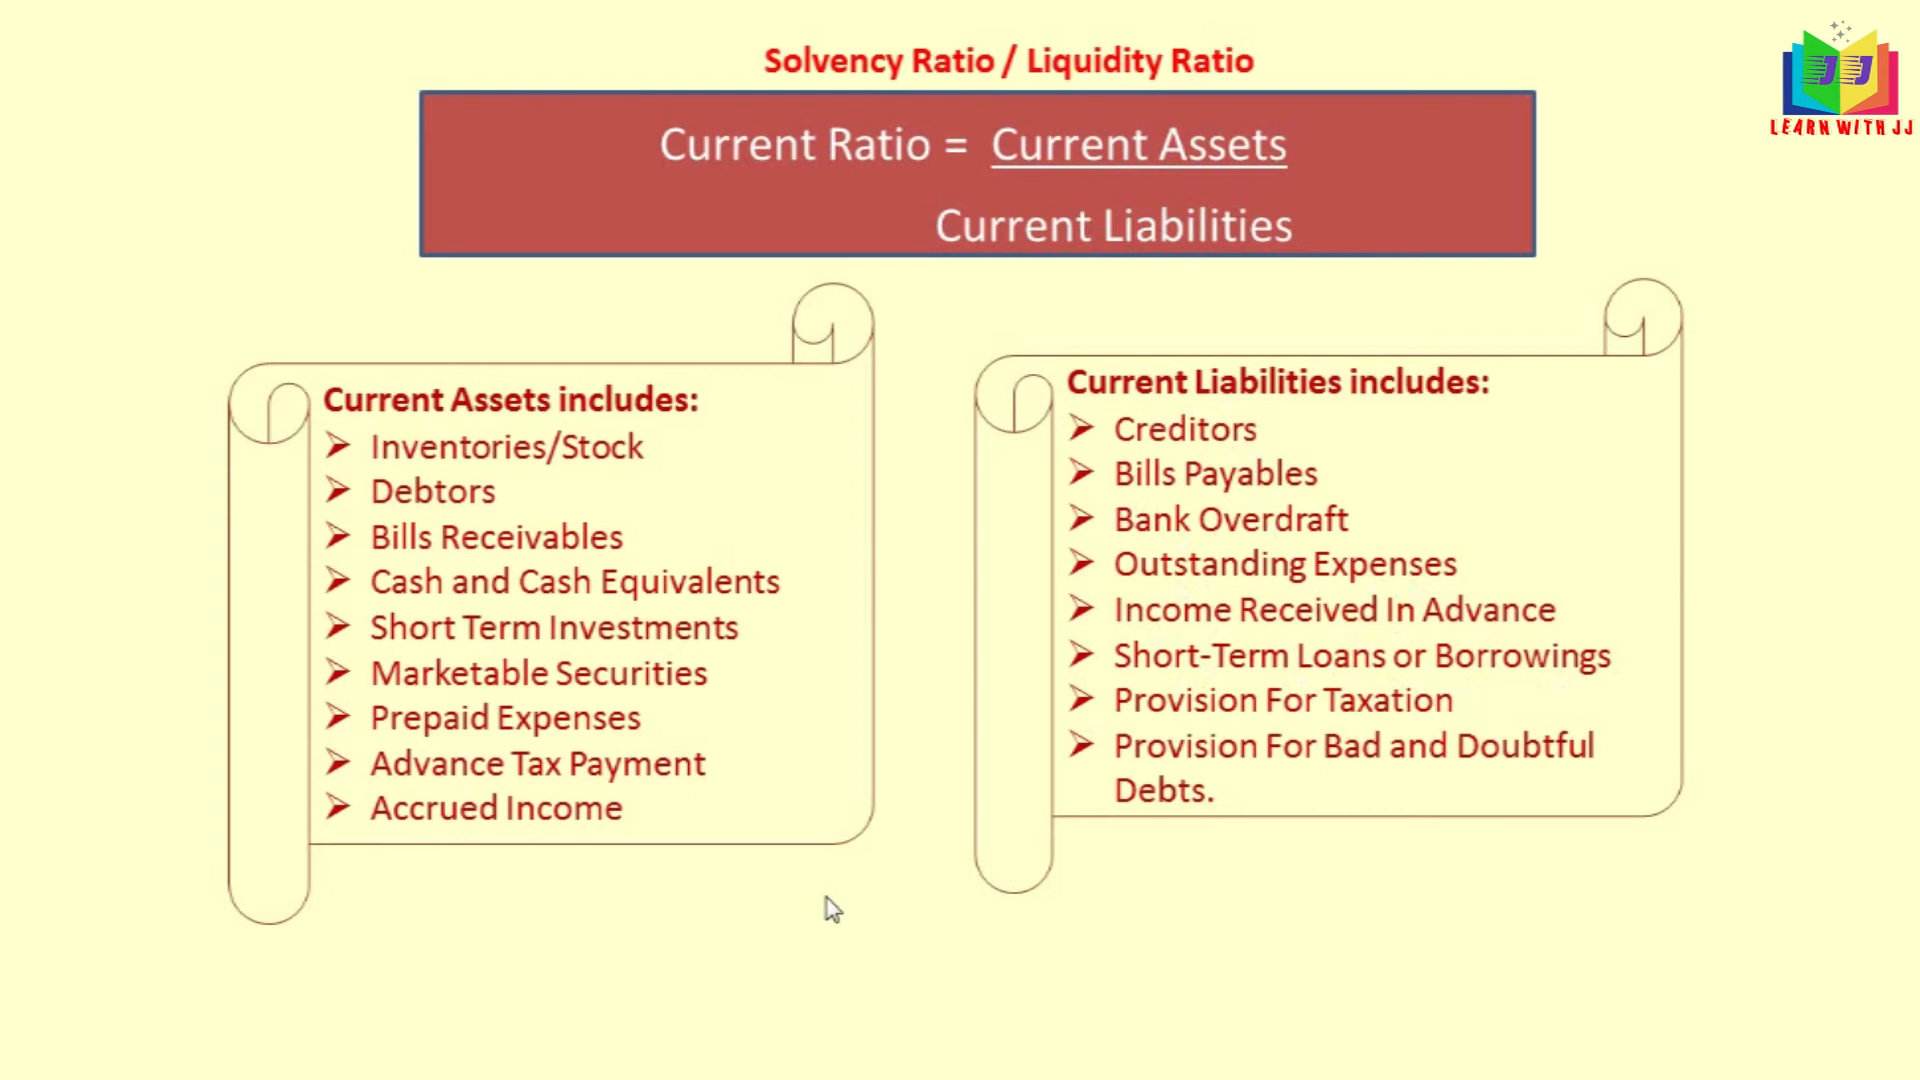 Solvency Ratio / Liquidity Ratio
Current Ratio = Current Assets
Current Liabilities
LEARN WITH JJ
Current Assets includes:
Inventories/Stock
Debtors
Bills Receivables
Cash and Cash Equivalents
Short Term Investments
Marketable Securities
Prepaid Expenses
Advance Tax Payment
Accrued Income
Current Liabilities includes:
Creditors
Bills Payables
Bank Overdraft
Outstanding Expenses
Income Received In Advance
Short-Term Loans or Borrowings
Provision For Taxation
Provision For Bad and Doubtful
Debts.